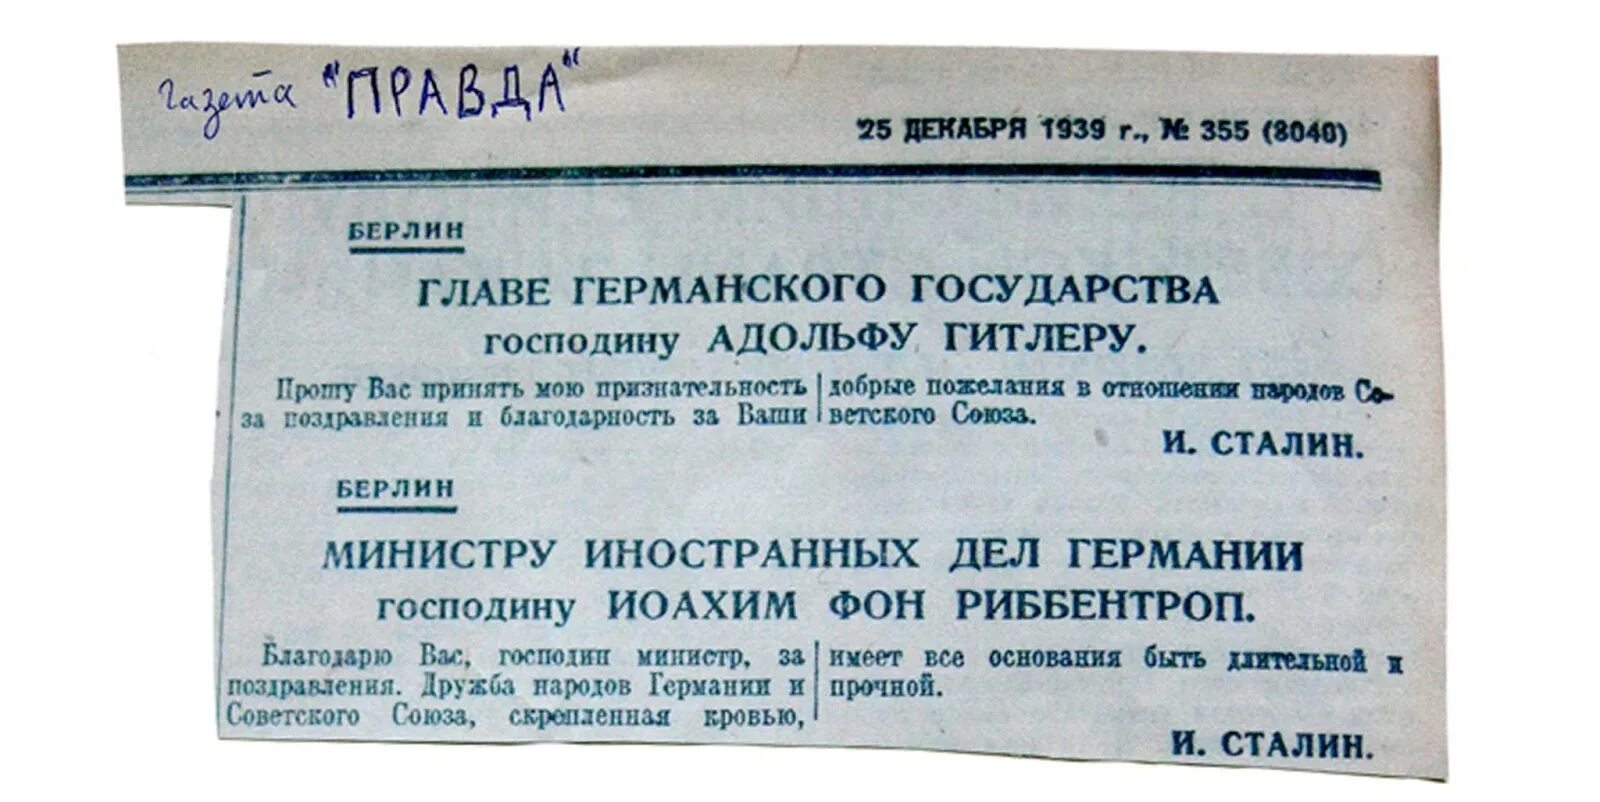 газета "ПРАВДА"
25 ДЕКАБРЯ 1939 г., № 355 (8040)
БЕРЛИН
ГЛАВЕ ГЕРМАНСКОГО ГОСУДАРСТВА
господину АДОЛЬФУ ГИТЛЕРУ.
Прошу Вас принять мою признательность
за поздравления и благодарность за Ваши
добрые пожелания в отношении народов Со-
ветского Союза.
И. СТАЛИН.
БЕРЛИН
МИНИСТРУ ИНОСТРАННЫХ ДЕЛ ГЕРМАНИИ
господину ИОАХИМ ФОН РИББЕНТРОП.
Благодарю Вас, господин министр, за
поздравления. Дружба народов Германии и
Советского Союза, скрепленная кровью,
имеет все основания быть длительной и
прочной.
И. СТАЛИН.